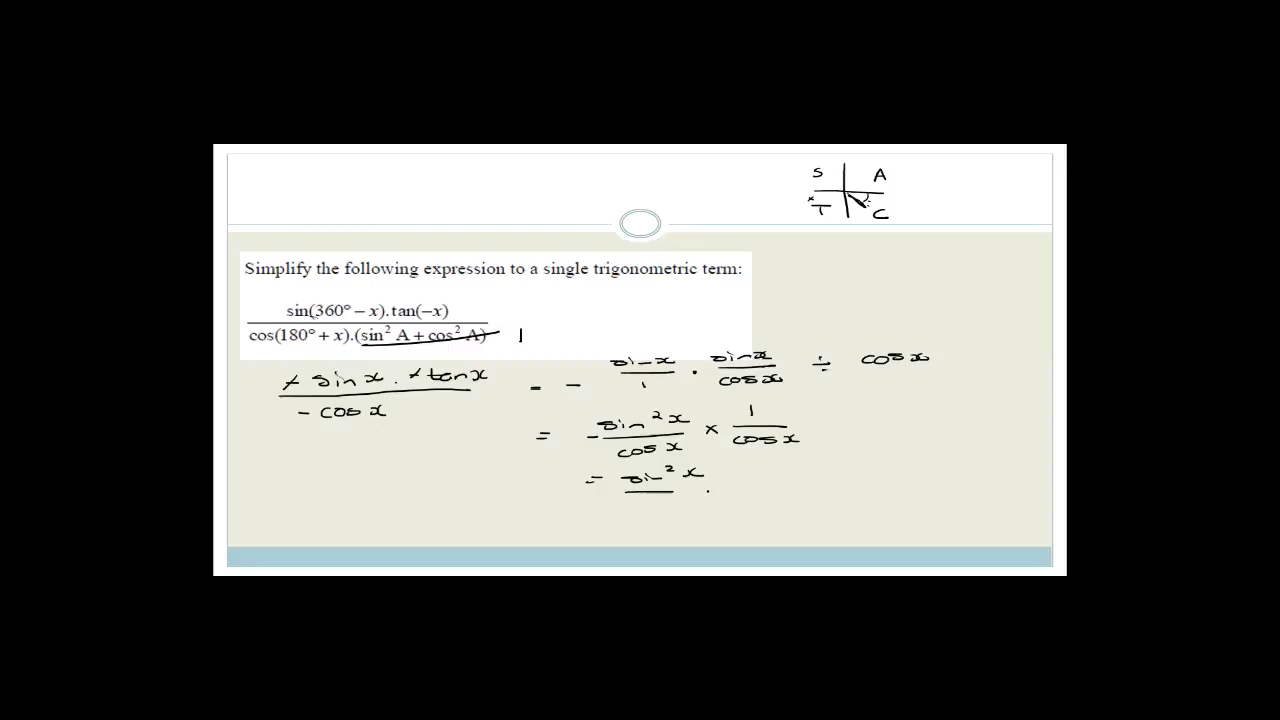 S A
T C
Simplify the following expression to a single trigonometric term:
sin(360° − x).tan(−x)
cos(180° + x).(sin² A + cos² A) 1
sin x . tan x = - sin x / 1 . sin x / cos x ÷ cos x
- cos x
= - sin² x / cos x × 1 / cos x
= sin² x